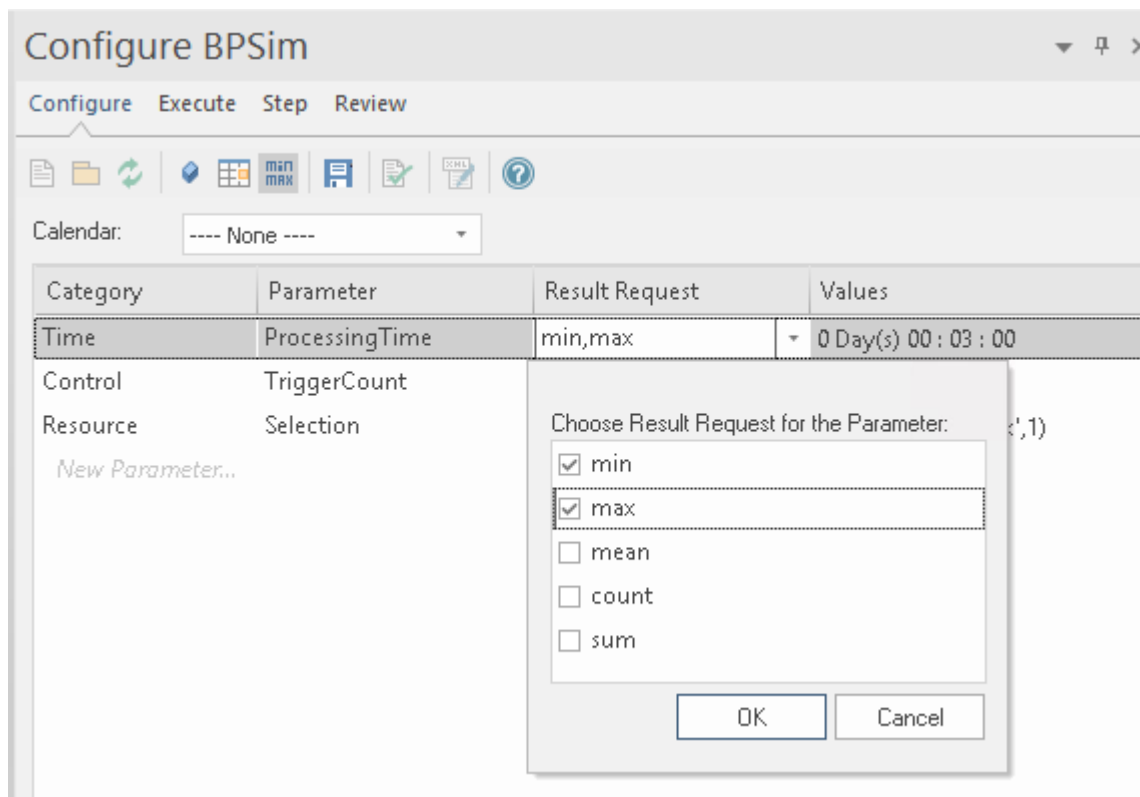 Configure BPSim
Configure Execute Step Review
min
max
XML
?
Calendar: ---- None ----
Category Parameter Result Request Values
Time ProcessingTime min,max 0 Day(s) 00 : 03 : 00
Control TriggerCount
Resource Selection ',1)
New Parameter...
Choose Result Request for the Parameter:
min
max
mean
count
sum
OK Cancel